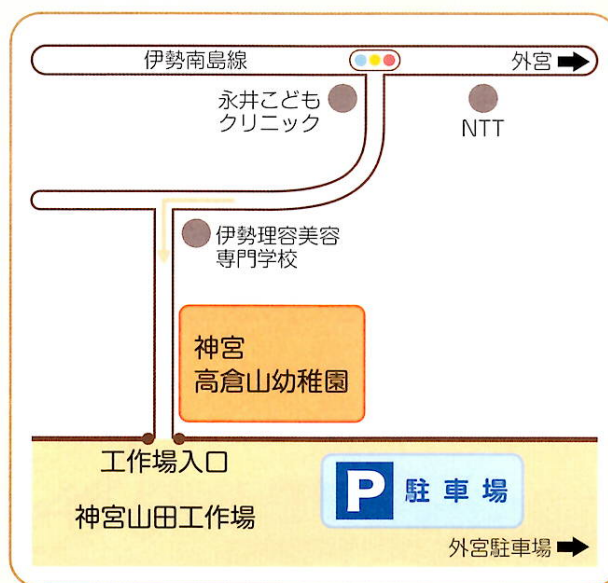 伊勢南島線
外宮
永井こども
クリニック
NTT
伊勢理容美容
専門学校
神宮
高倉山幼稚園
工作場入口
神宮山田工作場
P 駐車場
外宮駐車場